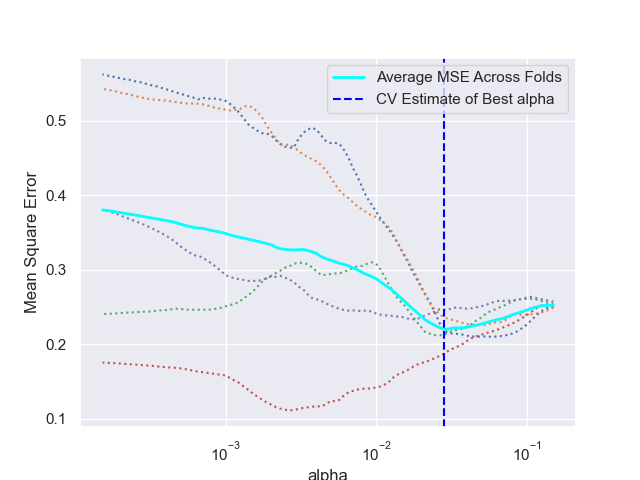 Average MSE Across Folds
CV Estimate of Best alpha
Mean Square Error
0.5
0.4
0.3
0.2
0.1
10⁻³
10⁻²
10⁻¹
alpha